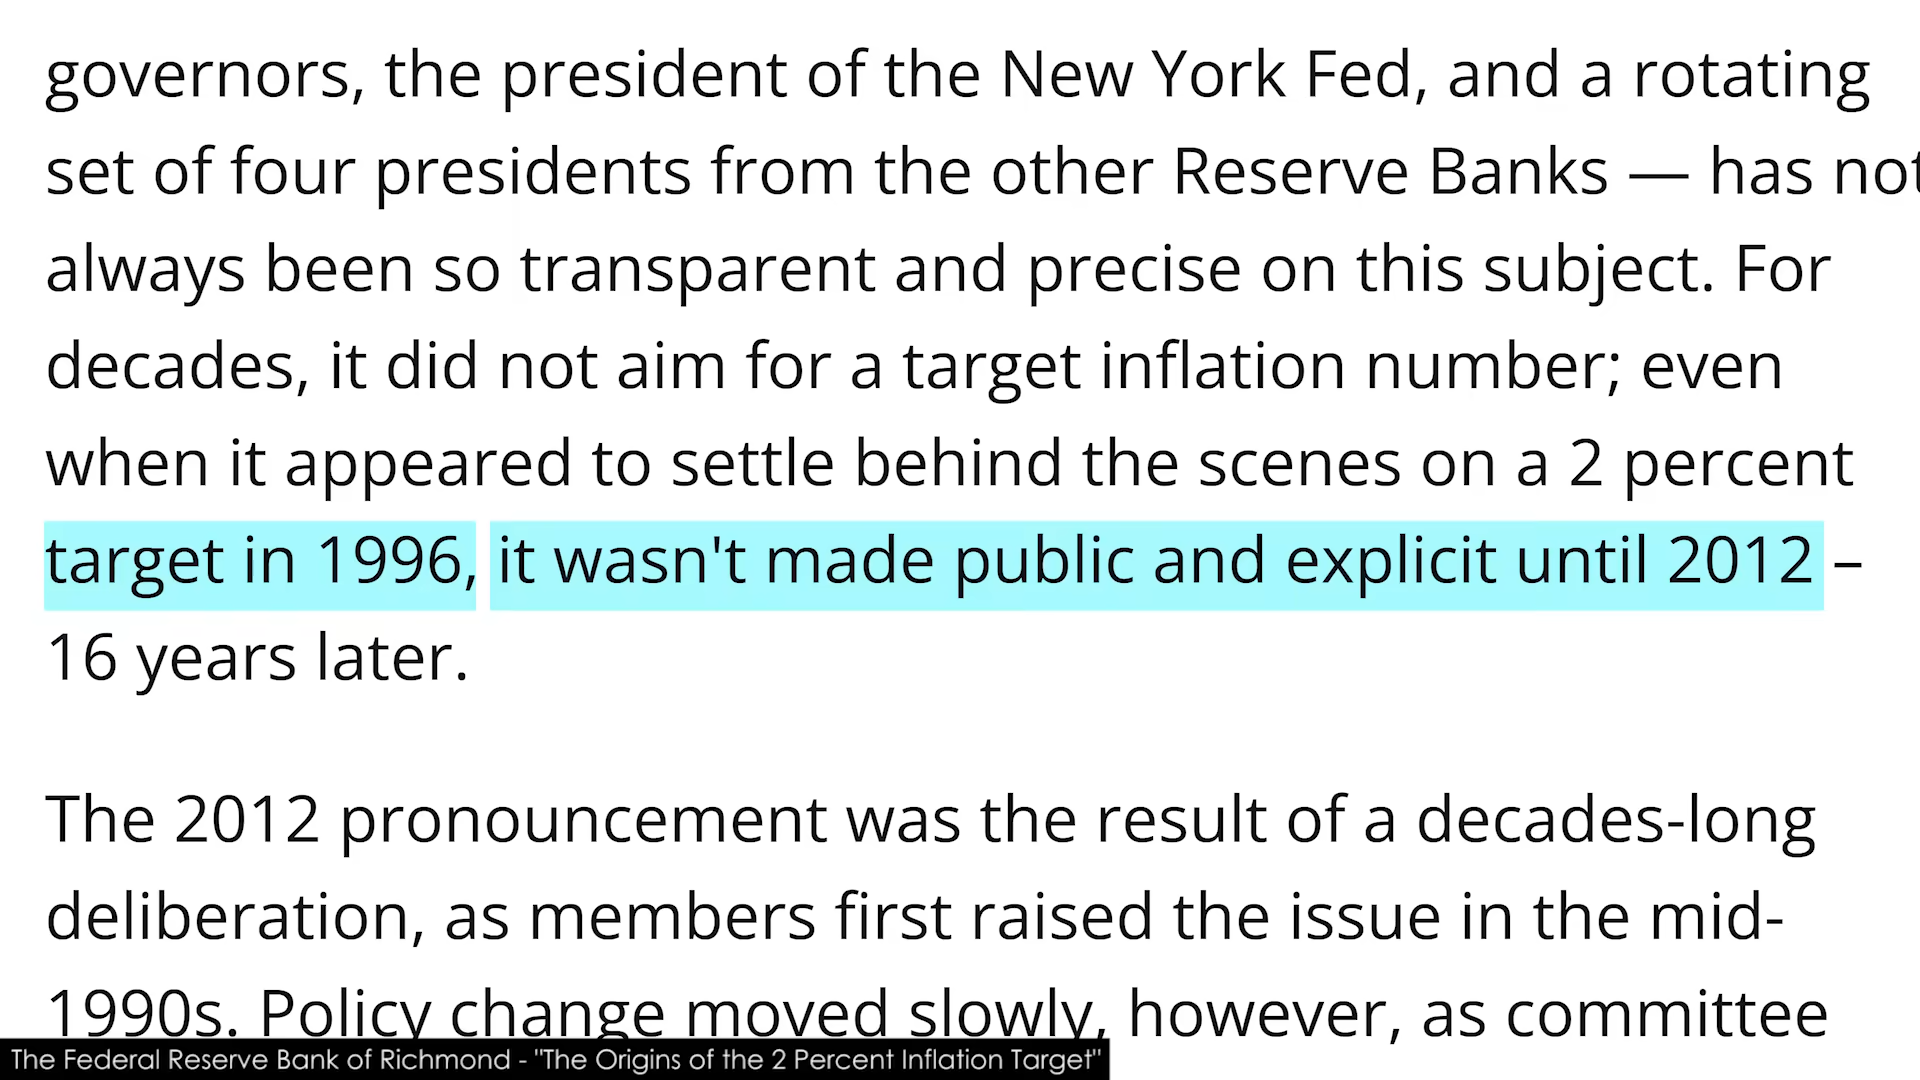 governors, the president of the New York Fed, and a rotating
set of four presidents from the other Reserve Banks — has not
always been so transparent and precise on this subject. For
decades, it did not aim for a target inflation number; even
when it appeared to settle behind the scenes on a 2 percent
target in 1996, it wasn't made public and explicit until 2012 –
16 years later.
The 2012 pronouncement was the result of a decades-long
deliberation, as members first raised the issue in the mid-
1990s. Policy change moved slowly, however, as committee
The Federal Reserve Bank of Richmond - "The Origins of the 2 Percent Inflation Target"